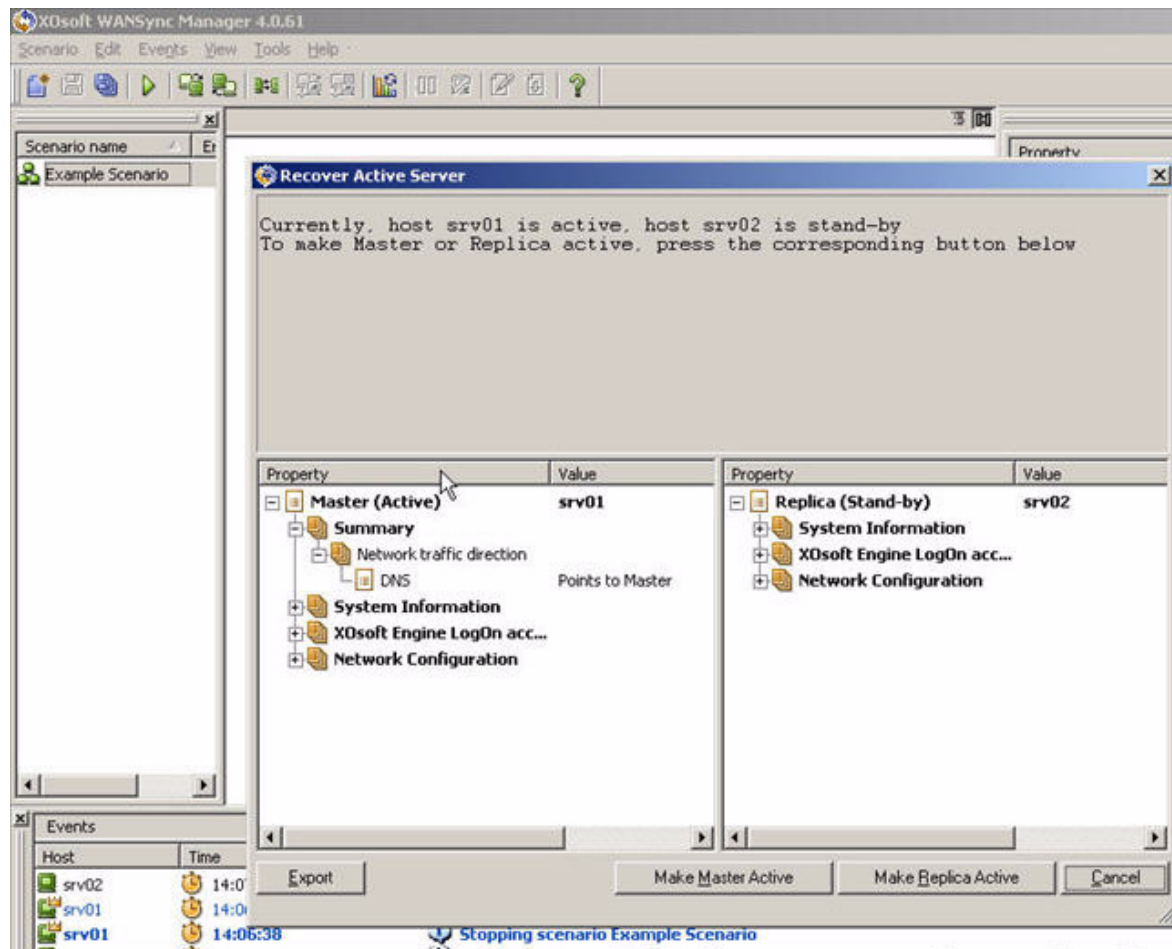 XOsoft WANSync Manager 4.0.61
Scenario Edit Events View Tools Help
Scenario name
Property
Example Scenario
Recover Active Server
Currently, host srv01 is active, host srv02 is stand-by
To make Master or Replica active, press the corresponding button below
Property Value
Master (Active) srv01
Summary
Network traffic direction
DNS Points to Master
System Information
XOsoft Engine LogOn acc...
Network Configuration
Property Value
Replica (Stand-by) srv02
System Information
XOsoft Engine LogOn acc...
Network Configuration
Export Make Master Active Make Replica Active Cancel
Events
Host Time
srv02 14:0
srv01 14:0
srv01 14:06:38 Stopping scenario Example Scenario